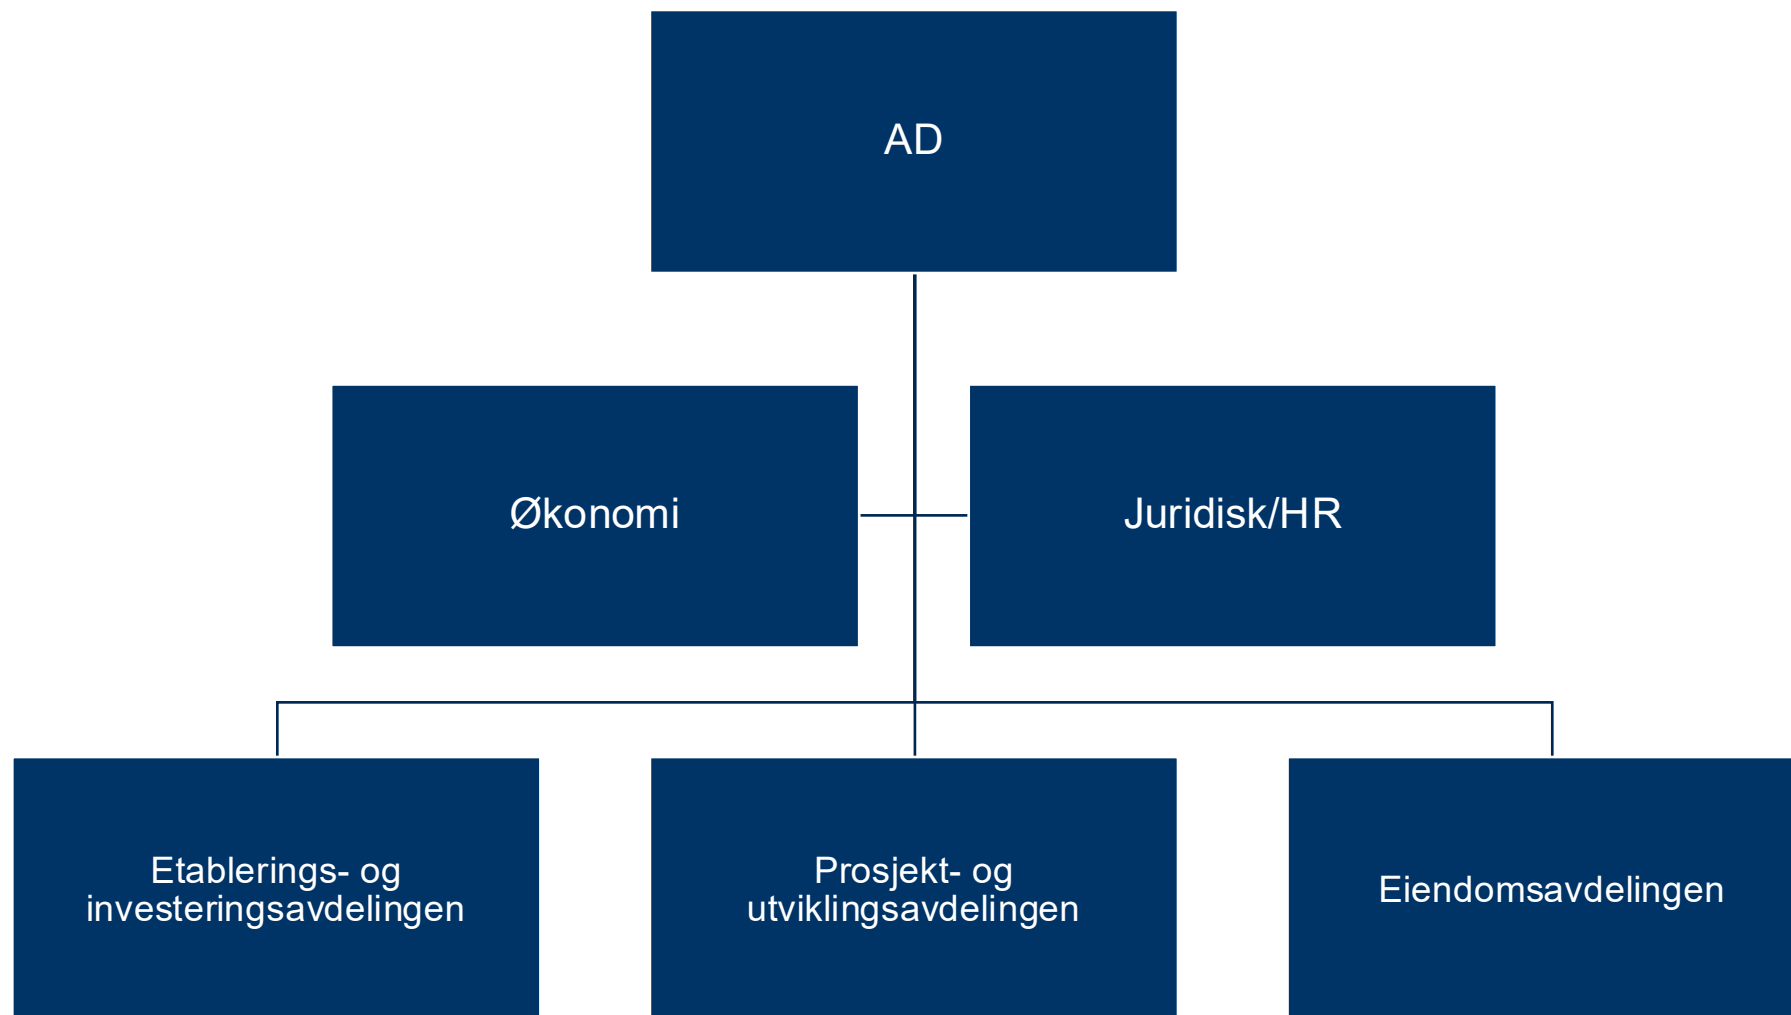 AD
Økonomi
Juridisk/HR
Etablerings- og
investeringsavdelingen
Prosjekt- og
utviklingsavdelingen
Eiendomsavdelingen